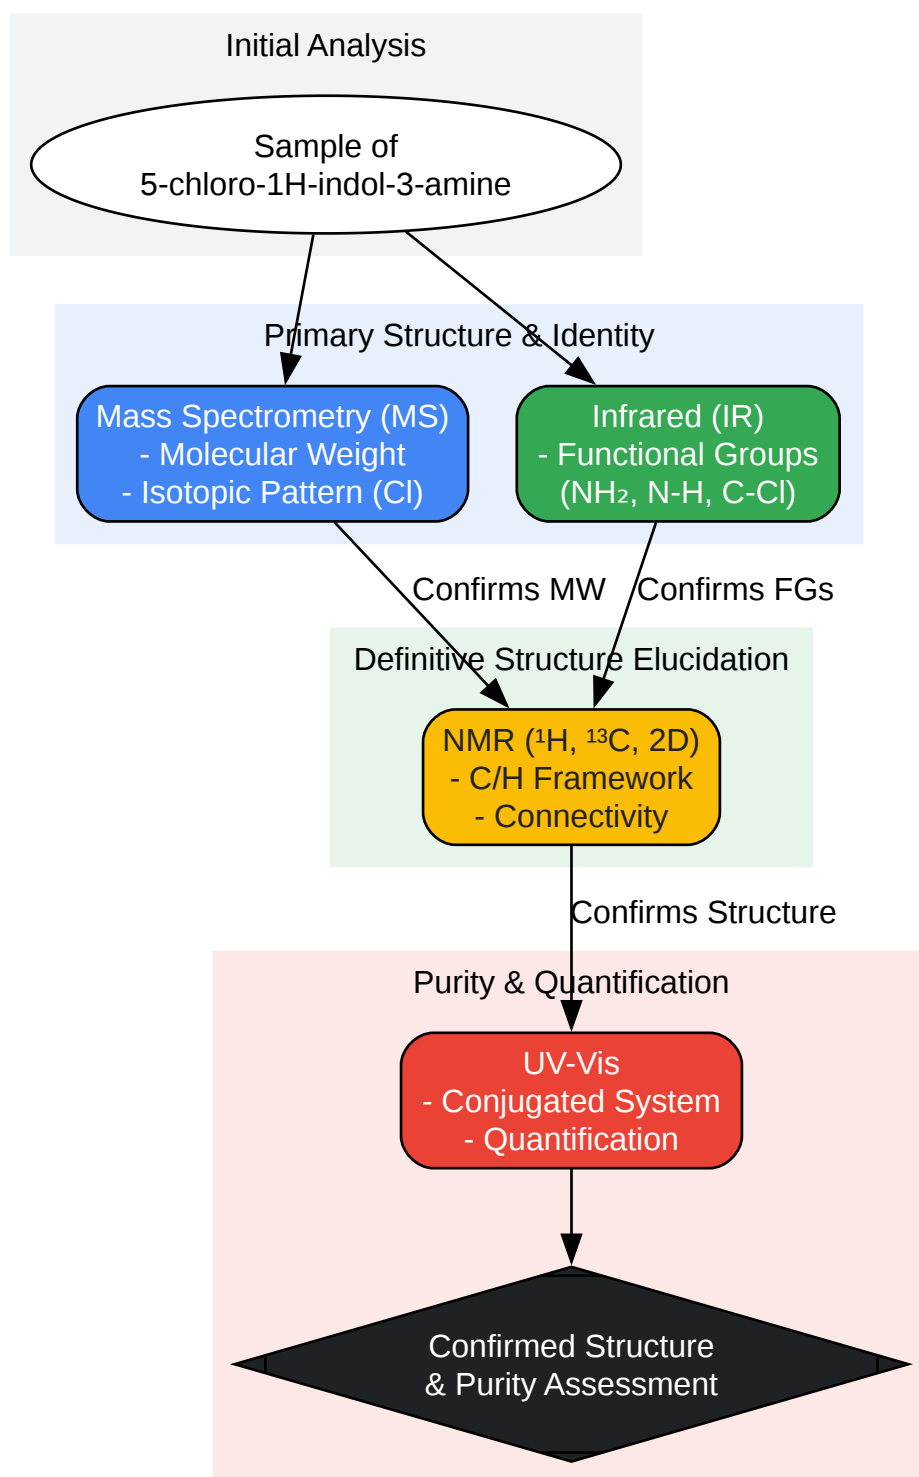 Initial Analysis
Sample of
5-chloro-1H-indol-3-amine
Primary Structure & Identity
Mass Spectrometry (MS)
- Molecular Weight
- Isotopic Pattern (Cl)
Infrared (IR)
- Functional Groups
(NH₂, N-H, C-Cl)
Confirms MW
Confirms FGs
Definitive Structure Elucidation
NMR (¹H, ¹³C, 2D)
- C/H Framework
- Connectivity
Confirms Structure
Purity & Quantification
UV-Vis
- Conjugated System
- Quantification
Confirmed Structure
& Purity Assessment